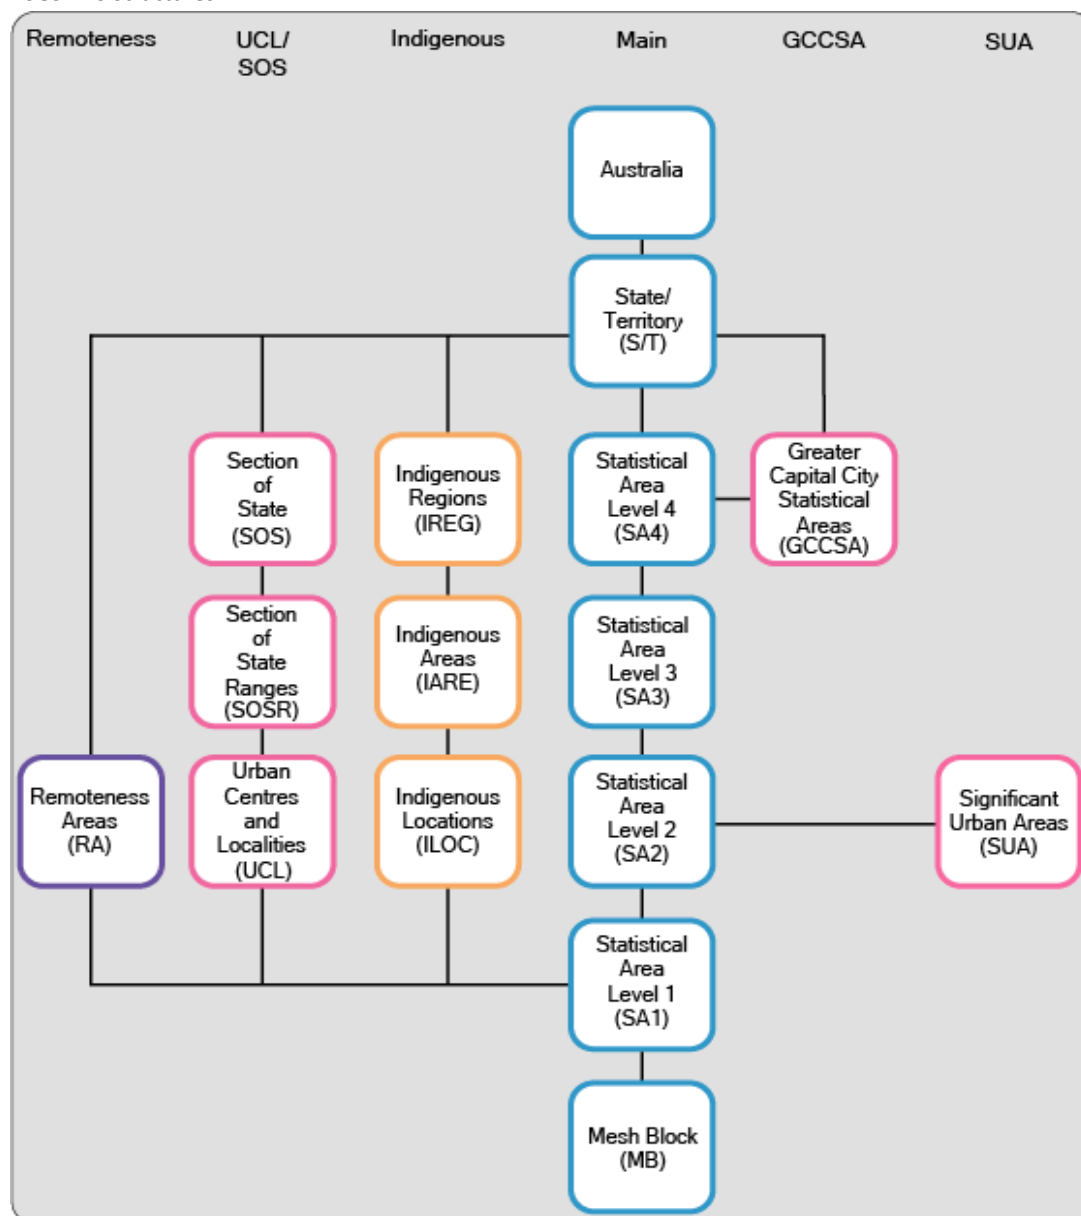 Remoteness
UCL/
SOS
Indigenous
Main
GCCSA
SUA
Australia
State/
Territory
(S/T)
Section
of
State
(SOS)
Indigenous
Regions
(IREG)
Statistical
Area
Level 4
(SA4)
Greater
Capital City
Statistical
Areas
(GCCSA)
Section
of
State
Ranges
(SOSR)
Indigenous
Areas
(IARE)
Statistical
Area
Level 3
(SA3)
Remoteness
Areas
(RA)
Urban
Centres
and
Localities
(UCL)
Indigenous
Locations
(ILOC)
Statistical
Area
Level 2
(SA2)
Significant
Urban Areas
(SUA)
Statistical
Area
Level 1
(SA1)
Mesh Block
(MB)